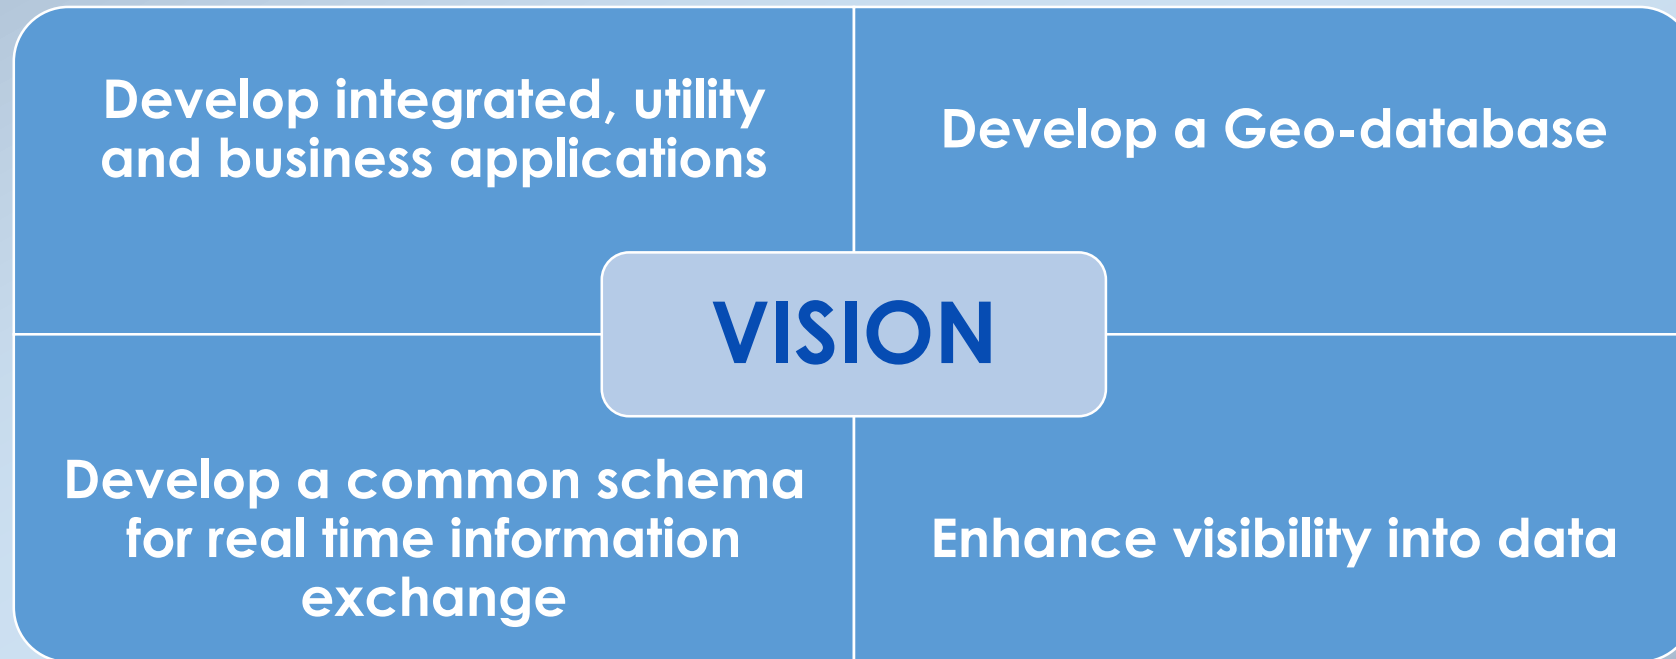 Develop integrated, utility
and business applications
Develop a Geo-database
VISION
Develop a common schema
for real time information
exchange
Enhance visibility into data